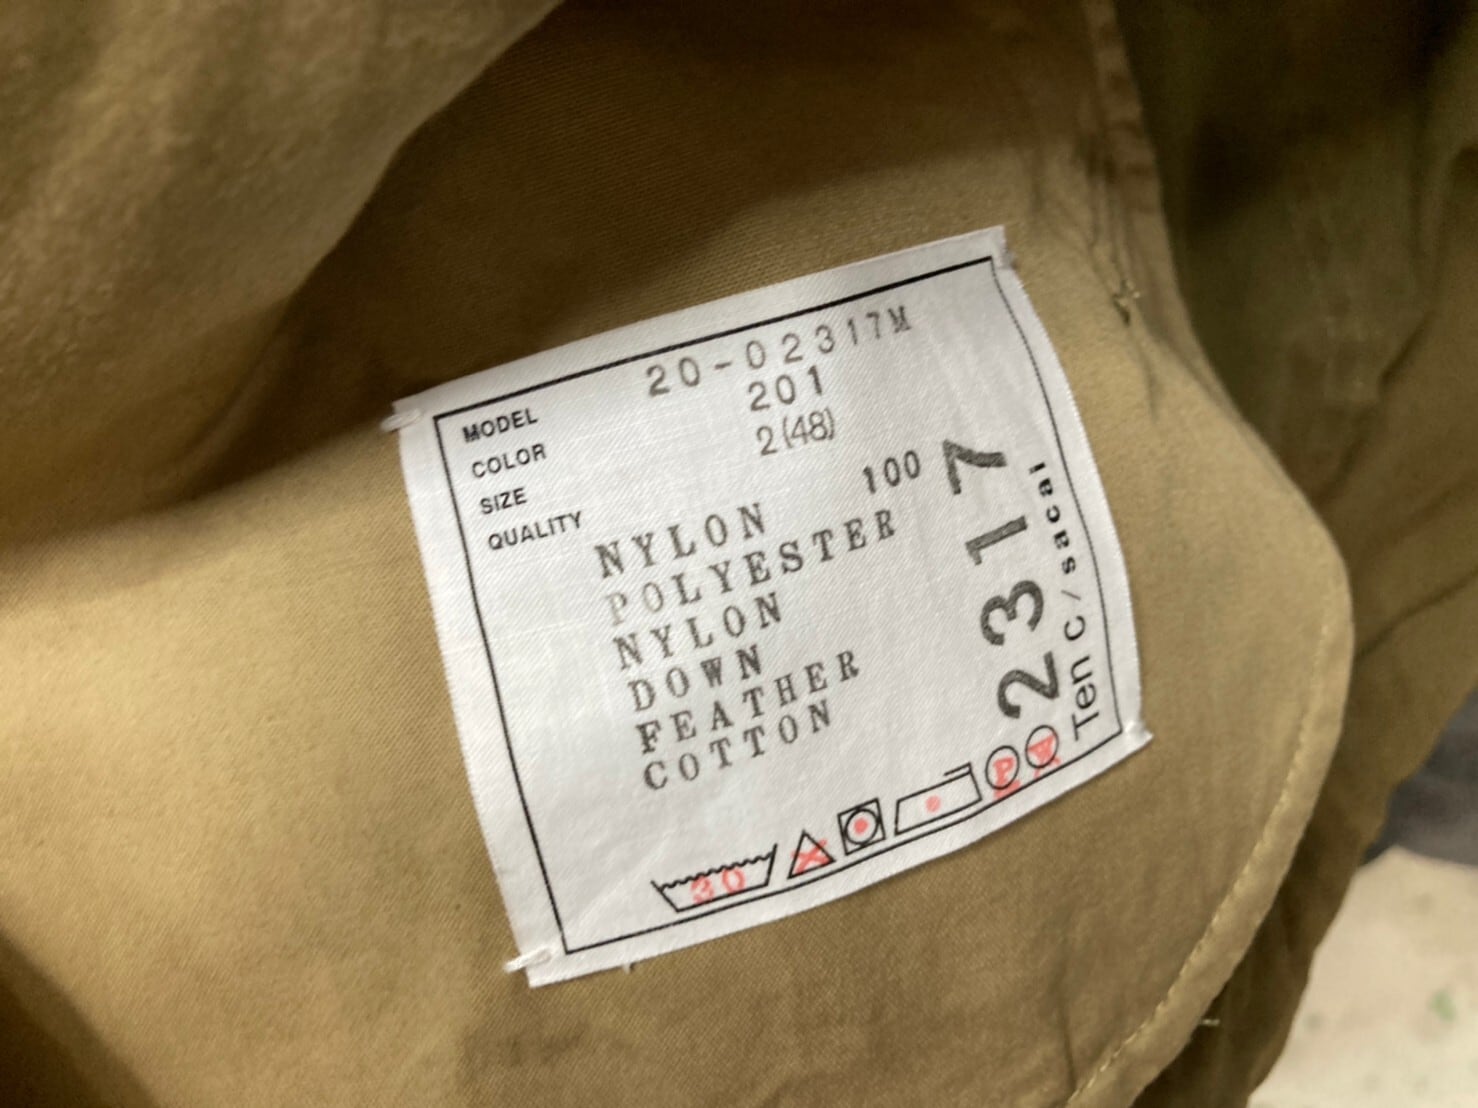 MODEL 20-02317M
COLOR 201
SIZE 2(48)
QUALITY
NYLON 100
POLYESTER
NYLON
DOWN
FEATHER
COTTON
2317
Ten C / sacai
30
P
W